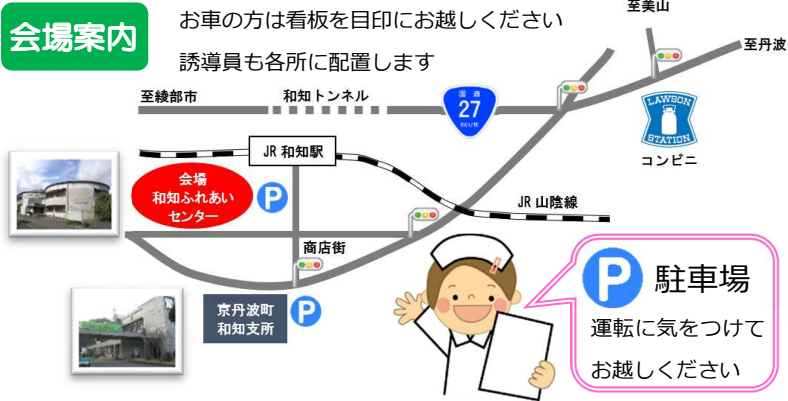 会場案内
お車の方は看板を目印にお越しください
誘導員も各所に配置します
至美山
至丹波
至綾部市
和知トンネル
国道
27
ROUTE
LAWSON
STATION
コンビニ
JR 和知駅
会場
和知ふれあい
センター
P
JR 山陰線
商店街
京丹波町
和知支所
P
P 駐車場
運転に気をつけて
お越しください